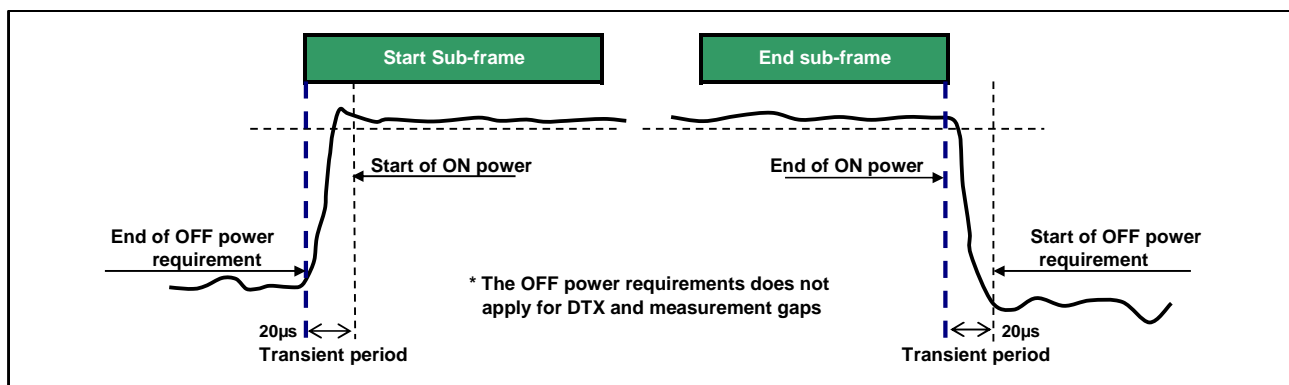 Start Sub-frame
End sub-frame
Start of ON power
End of ON power
End of OFF power
requirement
Start of OFF power
requirement
* The OFF power requirements does not
apply for DTX and measurement gaps
20µs
20µs
Transient period
Transient period